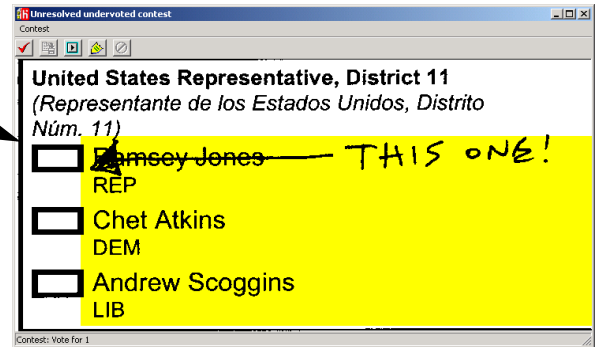 Unresolved undervoted contest
Contest
United States Representative, District 11
(Representante de los Estados Unidos, Distrito
Núm. 11)
Ramsey Jones THIS ONE!
REP
Chet Atkins
DEM
Andrew Scoggins
LIB
Contest: Vote for 1